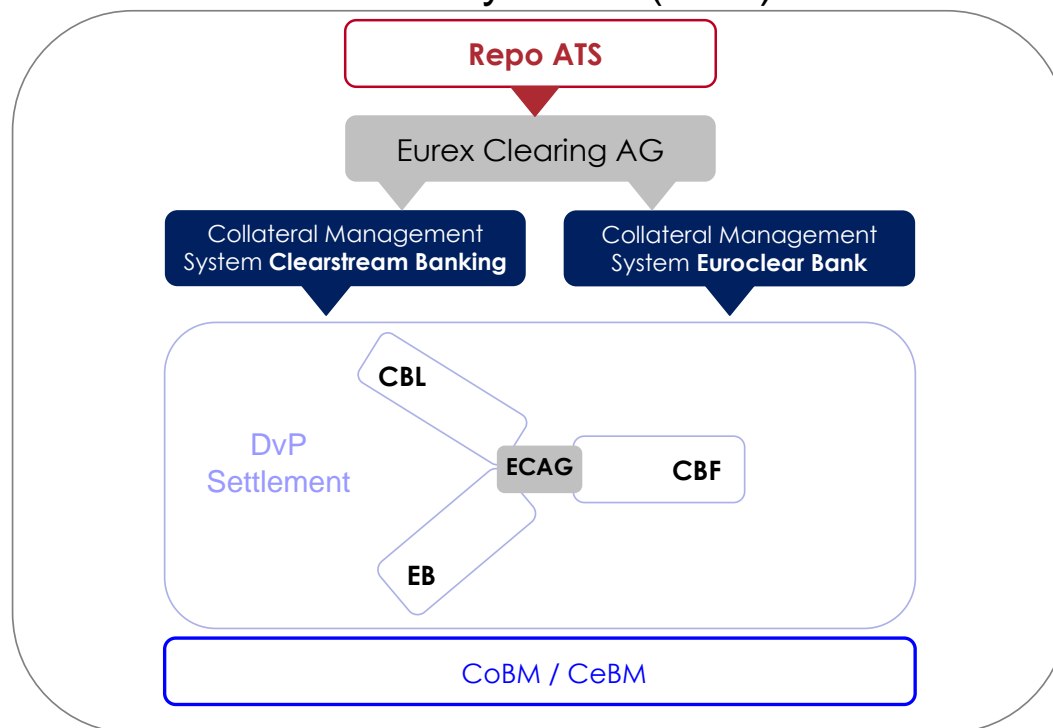 Repo ATS
Eurex Clearing AG
Collateral Management
System Clearstream Banking
Collateral Management
System Euroclear Bank
CBL
DvP
Settlement
ECAG
CBF
EB
CoBM / CeBM